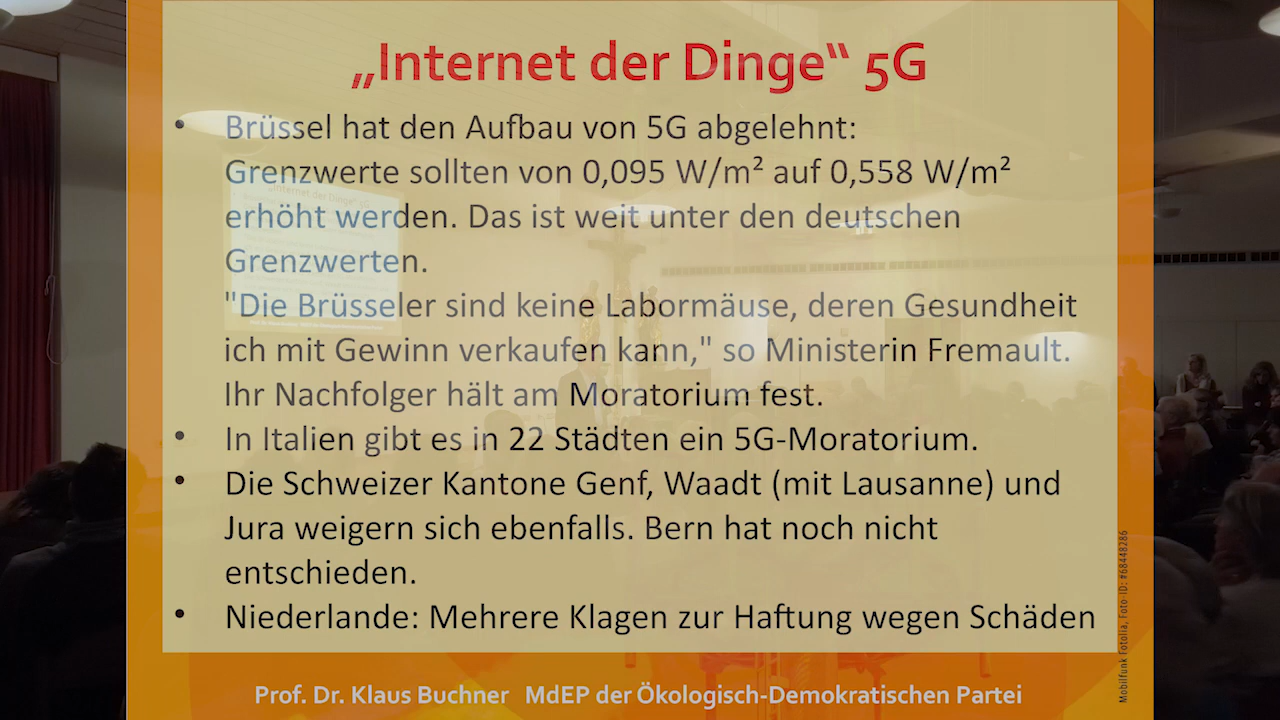 „Internet der Dinge“ 5G
• Brüssel hat den Aufbau von 5G abgelehnt:
Grenzwerte sollten von 0,095 W/m² auf 0,558 W/m²
erhöht werden. Das ist weit unter den deutschen
Grenzwerten.
"Die Brüsseler sind keine Labormäuse, deren Gesundheit
ich mit Gewinn verkaufen kann," so Ministerin Fremault.
Ihr Nachfolger hält am Moratorium fest.
• In Italien gibt es in 22 Städten ein 5G-Moratorium.
• Die Schweizer Kantone Genf, Waadt (mit Lausanne) und
Jura weigern sich ebenfalls. Bern hat noch nicht
entschieden.
• Niederlande: Mehrere Klagen zur Haftung wegen Schäden
Mobilfunk Fotolia, Foto-ID: #68448286
Prof. Dr. Klaus Buchner MdEP der Ökologisch-Demokratischen Partei
„Internet der Dinge“ 5G